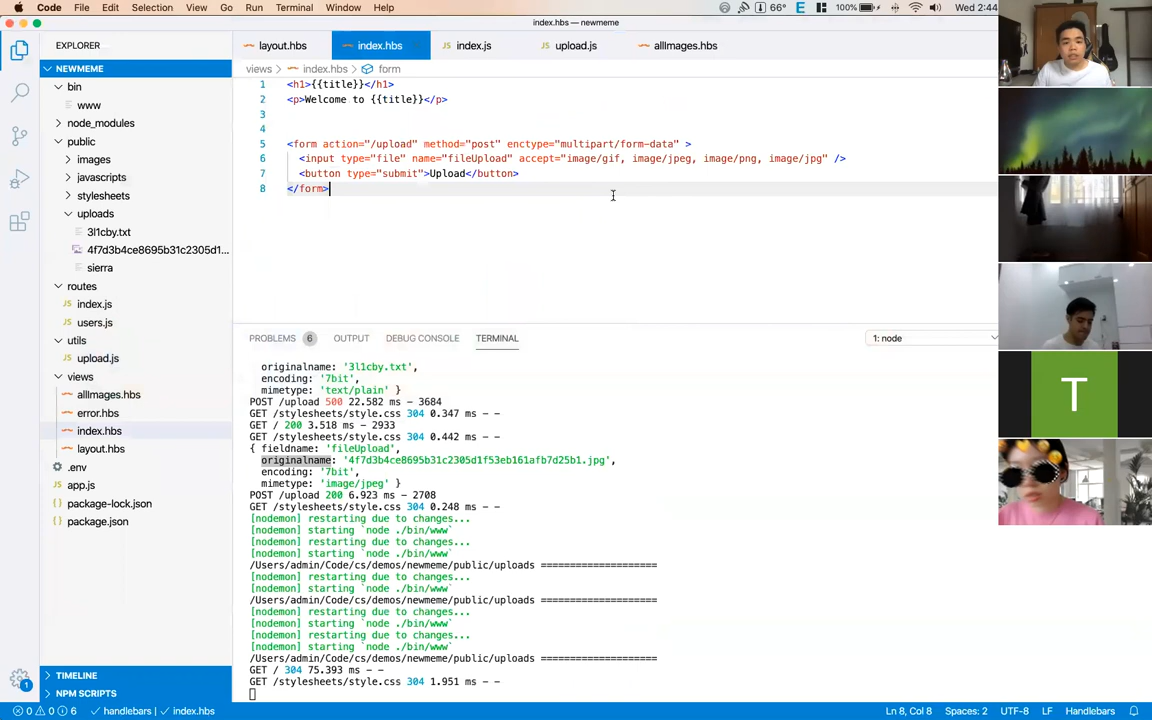 Code File Edit Selection View Go Run Terminal Window Help 66° 100% Wed 2:44
index.hbs — newmeme
EXPLORER
layout.hbs index.hbs index.js upload.js allImages.hbs
NEWMEME
views > index.hbs > form
bin
www
node_modules
public
images
javascripts
stylesheets
uploads
3l1cby.txt
4f7d3b4ce8695b31c2305d1...
sierra
routes
index.js
users.js
utils
upload.js
views
allImages.hbs
error.hbs
index.hbs
layout.hbs
.env
app.js
package-lock.json
package.json
TIMELINE
NPM SCRIPTS
1 <h1>{{title}}</h1>
2 <p>Welcome to {{title}}</p>
3
4
5 <form action="/upload" method="post" enctype="multipart/form-data" >
6 <input type="file" name="fileUpload" accept="image/gif, image/jpeg, image/png, image/jpg" />
7 <button type="submit">Upload</button>
8 </form>
PROBLEMS 6 OUTPUT DEBUG CONSOLE TERMINAL 1: node
originalname: '3l1cby.txt',
encoding: '7bit',
mimetype: 'text/plain' }
POST /upload 500 22.582 ms - 3684
GET /stylesheets/style.css 304 0.347 ms - -
GET / 200 3.518 ms - 2933
GET /stylesheets/style.css 304 0.442 ms - -
{ fieldname: 'fileUpload',
originalname: '4f7d3b4ce8695b31c2305d1f53eb161afb7d25b1.jpg',
encoding: '7bit',
mimetype: 'image/jpeg' }
POST /upload 200 6.923 ms - 2708
GET /stylesheets/style.css 304 0.248 ms - -
[nodemon] restarting due to changes...
[nodemon] starting `node ./bin/www`
[nodemon] restarting due to changes...
[nodemon] starting `node ./bin/www`
/Users/admin/Code/cs/demos/newmeme/public/uploads ====================
[nodemon] restarting due to changes...
[nodemon] starting `node ./bin/www`
/Users/admin/Code/cs/demos/newmeme/public/uploads ====================
[nodemon] restarting due to changes...
[nodemon] starting `node ./bin/www`
[nodemon] restarting due to changes...
[nodemon] starting `node ./bin/www`
/Users/admin/Code/cs/demos/newmeme/public/uploads ====================
GET / 304 75.393 ms - -
GET /stylesheets/style.css 304 1.951 ms - -
T
1
0 0 6 handlebars index.hbs Ln 8, Col 8 Spaces: 2 UTF-8 LF Handlebars